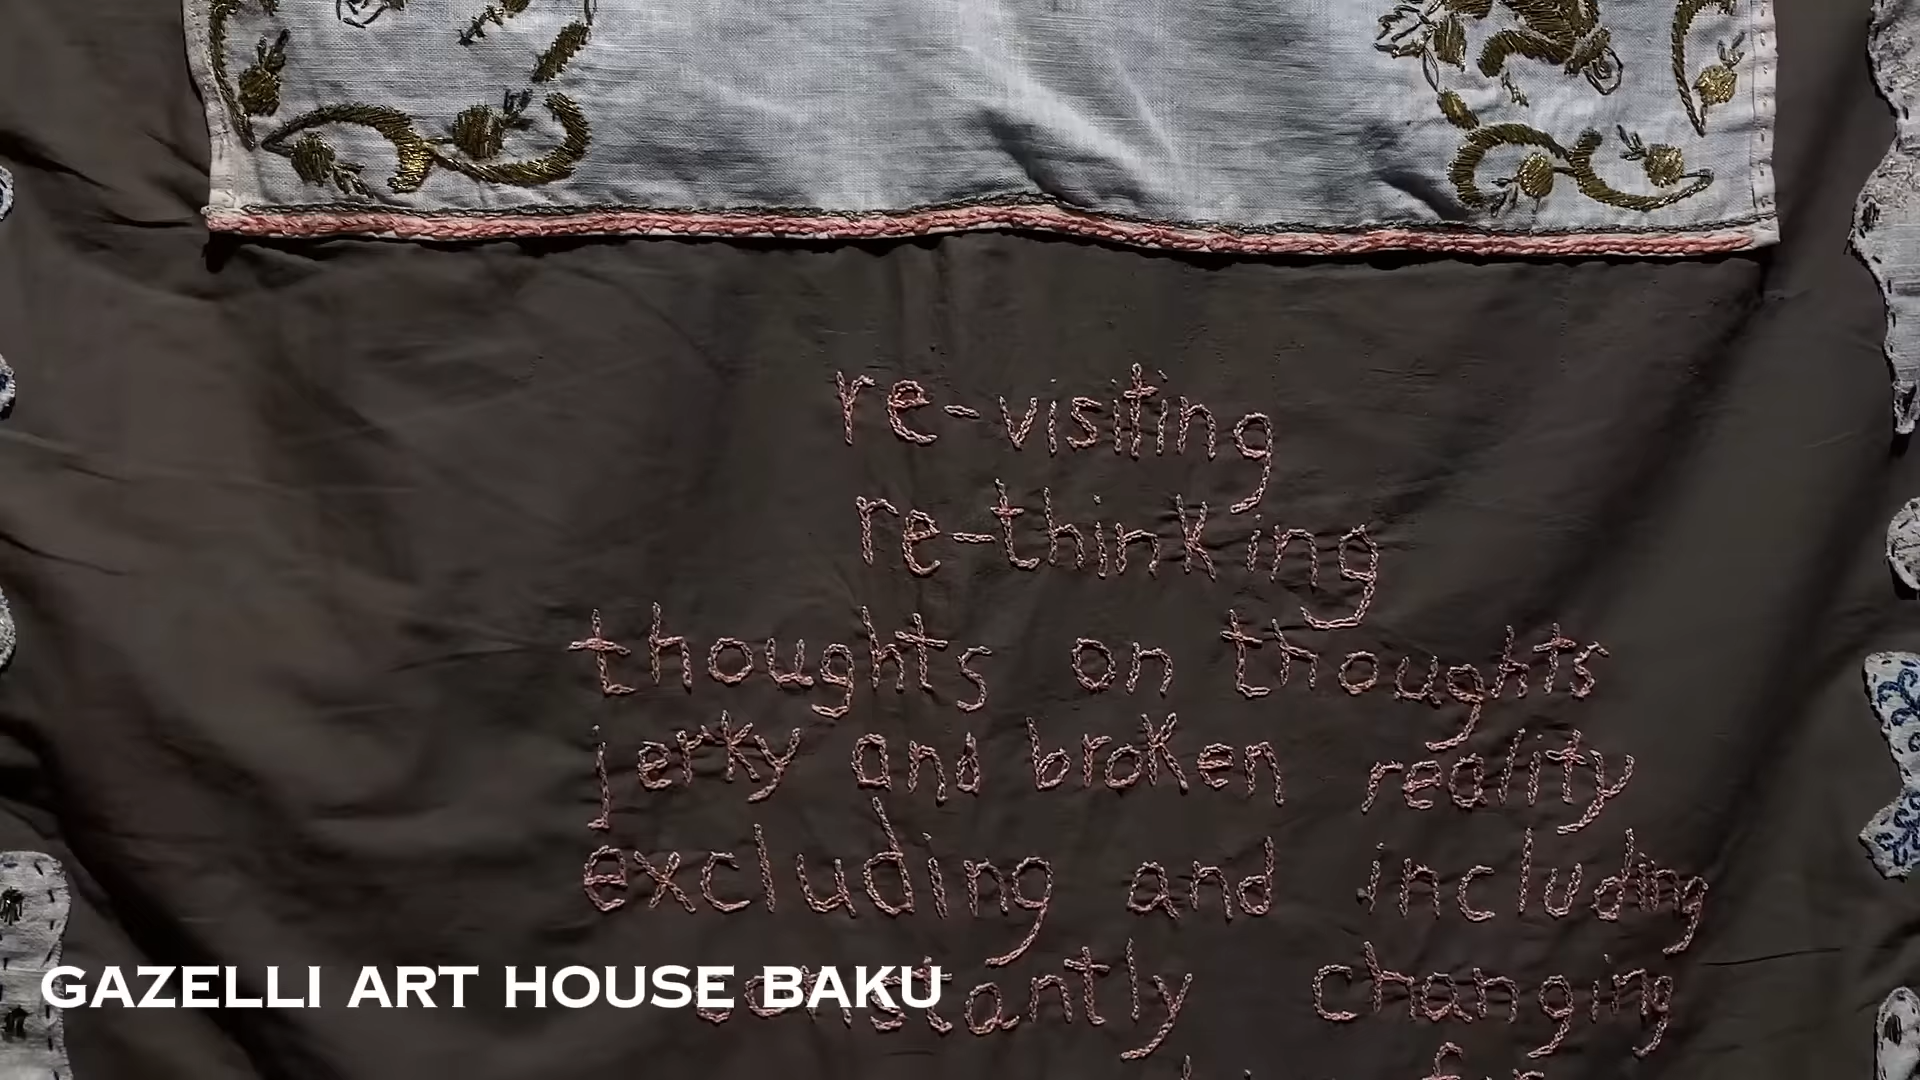 re-visiting
re-thinking
thoughts on thoughts
jerky and broken reality
excluding and including
constantly changing
GAZELLI ART HOUSE BAKU